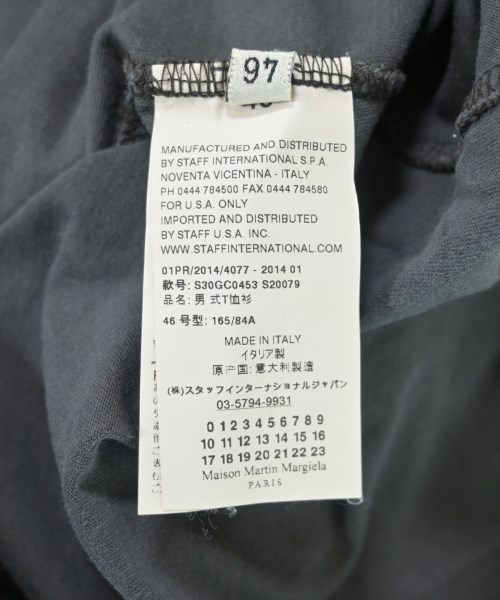 46
MANUFACTURED AND DISTRIBUTED
BY STAFF INTERNATIONAL S.P.A.
NOVENTA VICENTINA - ITALY
PH 0444 784500 FAX 0444 784580
FOR U.S.A. ONLY
IMPORTED AND DISTRIBUTED
BY STAFF U.S.A. INC.
WWW.STAFFINTERNATIONAL.COM
01PR/2014/4077 - 2014 01
款号: S30GC0453 S20079
品名: 男 式T恤衫
46 号型: 165/84A
MADE IN ITALY
イタリア製
原产国: 意大利製造
(株)スタッフインターナショナルジャパン
03-5794-9931
0 1 2 3 4 5 6 7 8 9
10 11 12 13 14 15 16
17 18 19 20 21 22 23
Maison Martin Margiela
PARIS